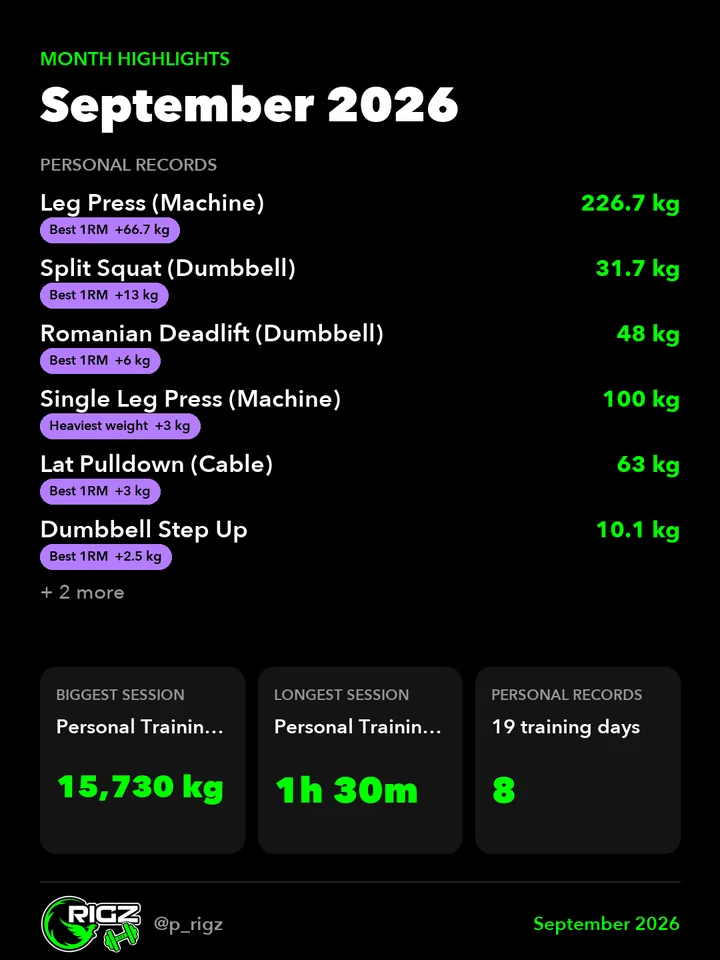 MONTH HIGHLIGHTS
September 2026
PERSONAL RECORDS
Leg Press (Machine) 226.7 kg
Best 1RM +66.7 kg
Split Squat (Dumbbell) 31.7 kg
Best 1RM +13 kg
Romanian Deadlift (Dumbbell) 48 kg
Best 1RM +6 kg
Single Leg Press (Machine) 100 kg
Heaviest weight +3 kg
Lat Pulldown (Cable) 63 kg
Best 1RM +3 kg
Dumbbell Step Up 10.1 kg
Best 1RM +2.5 kg
+ 2 more
BIGGEST SESSION
Personal Trainin...
15,730 kg
LONGEST SESSION
Personal Trainin...
1h 30m
PERSONAL RECORDS
19 training days
8
RIGZ
@p_rigz
September 2026